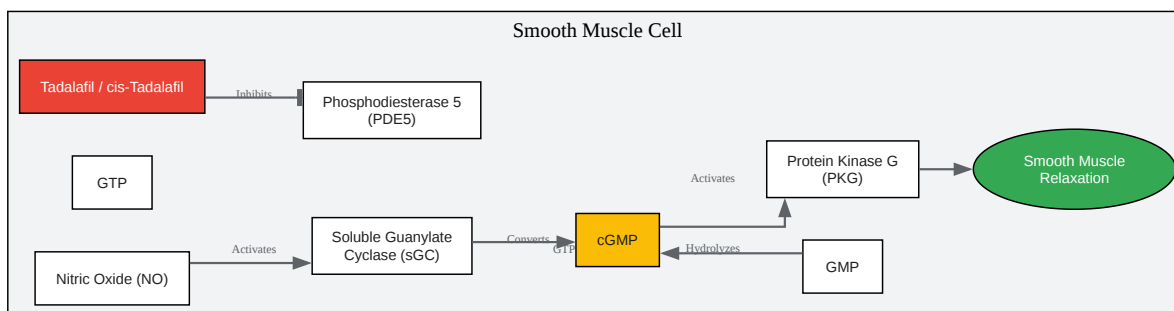 Smooth Muscle Cell
Tadalafil / cis-Tadalafil
Inhibits
Phosphodiesterase 5
(PDE5)
GTP
Protein Kinase G
(PKG)
Activates
Smooth Muscle
Relaxation
Nitric Oxide (NO)
Activates
Soluble Guanylate
Cyclase (sGC)
Converts
GTP
cGMP
Hydrolyzes
GMP